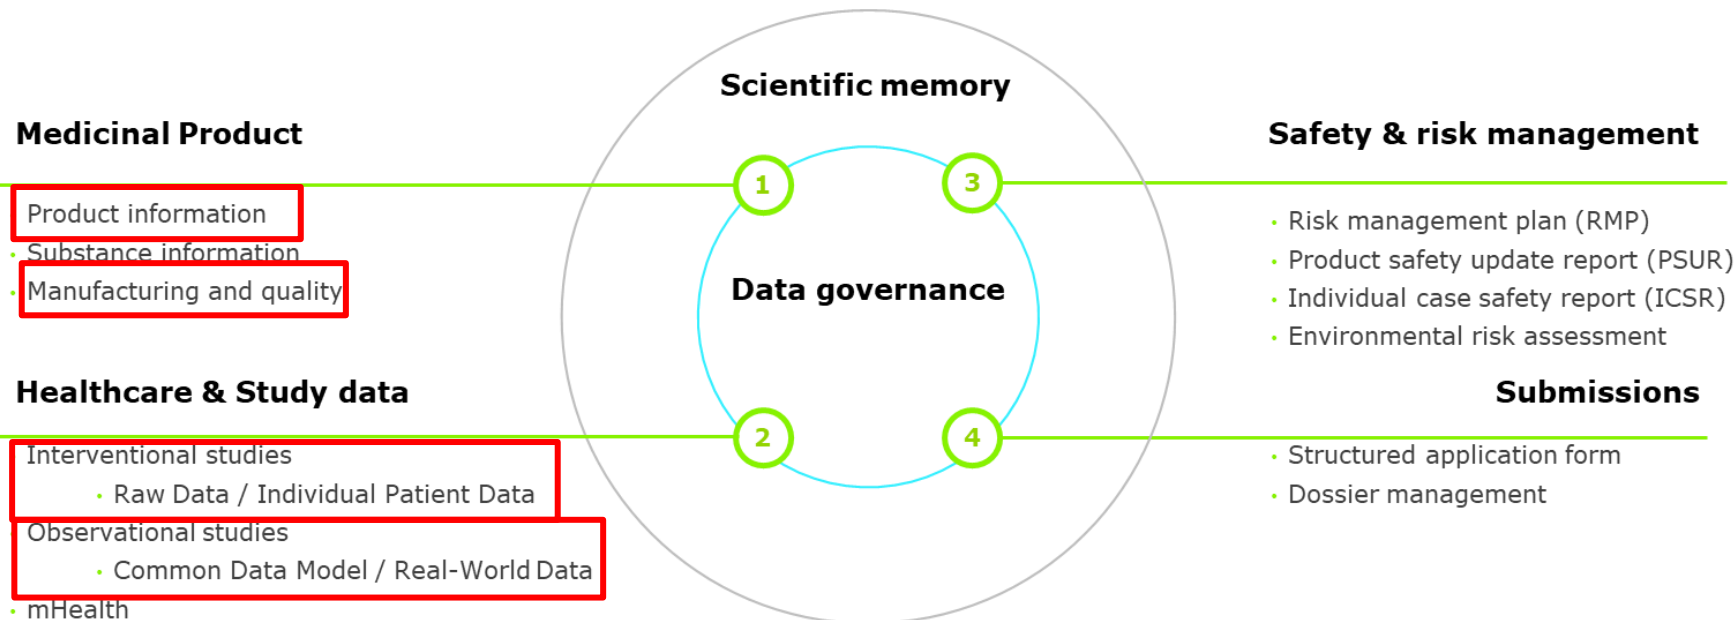 Scientific memory
Data governance
Medicinal Product
1
Product information
Substance information
Manufacturing and quality
Healthcare & Study data
2
Interventional studies
Raw Data / Individual Patient Data
Observational studies
Common Data Model / Real-World Data
mHealth
Safety & risk management
3
Risk management plan (RMP)
Product safety update report (PSUR)
Individual case safety report (ICSR)
Environmental risk assessment
Submissions
4
Structured application form
Dossier management